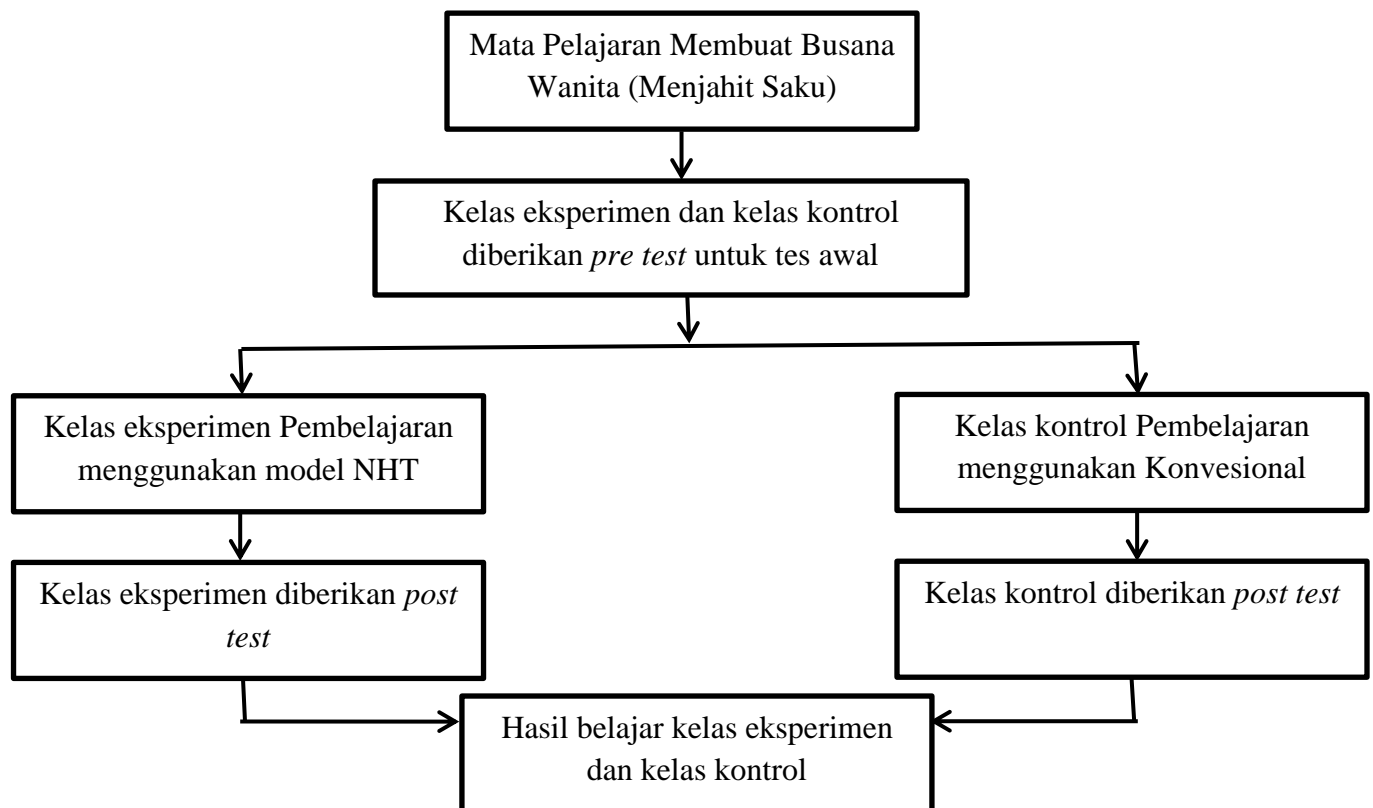 Mata Pelajaran Membuat Busana
Wanita (Menjahit Saku)
Kelas eksperimen dan kelas kontrol
diberikan pre test untuk tes awal
Kelas eksperimen Pembelajaran
menggunakan model NHT
Kelas kontrol Pembelajaran
menggunakan Konvesional
Kelas eksperimen diberikan post
test
Kelas kontrol diberikan post test
Hasil belajar kelas eksperimen
dan kelas kontrol